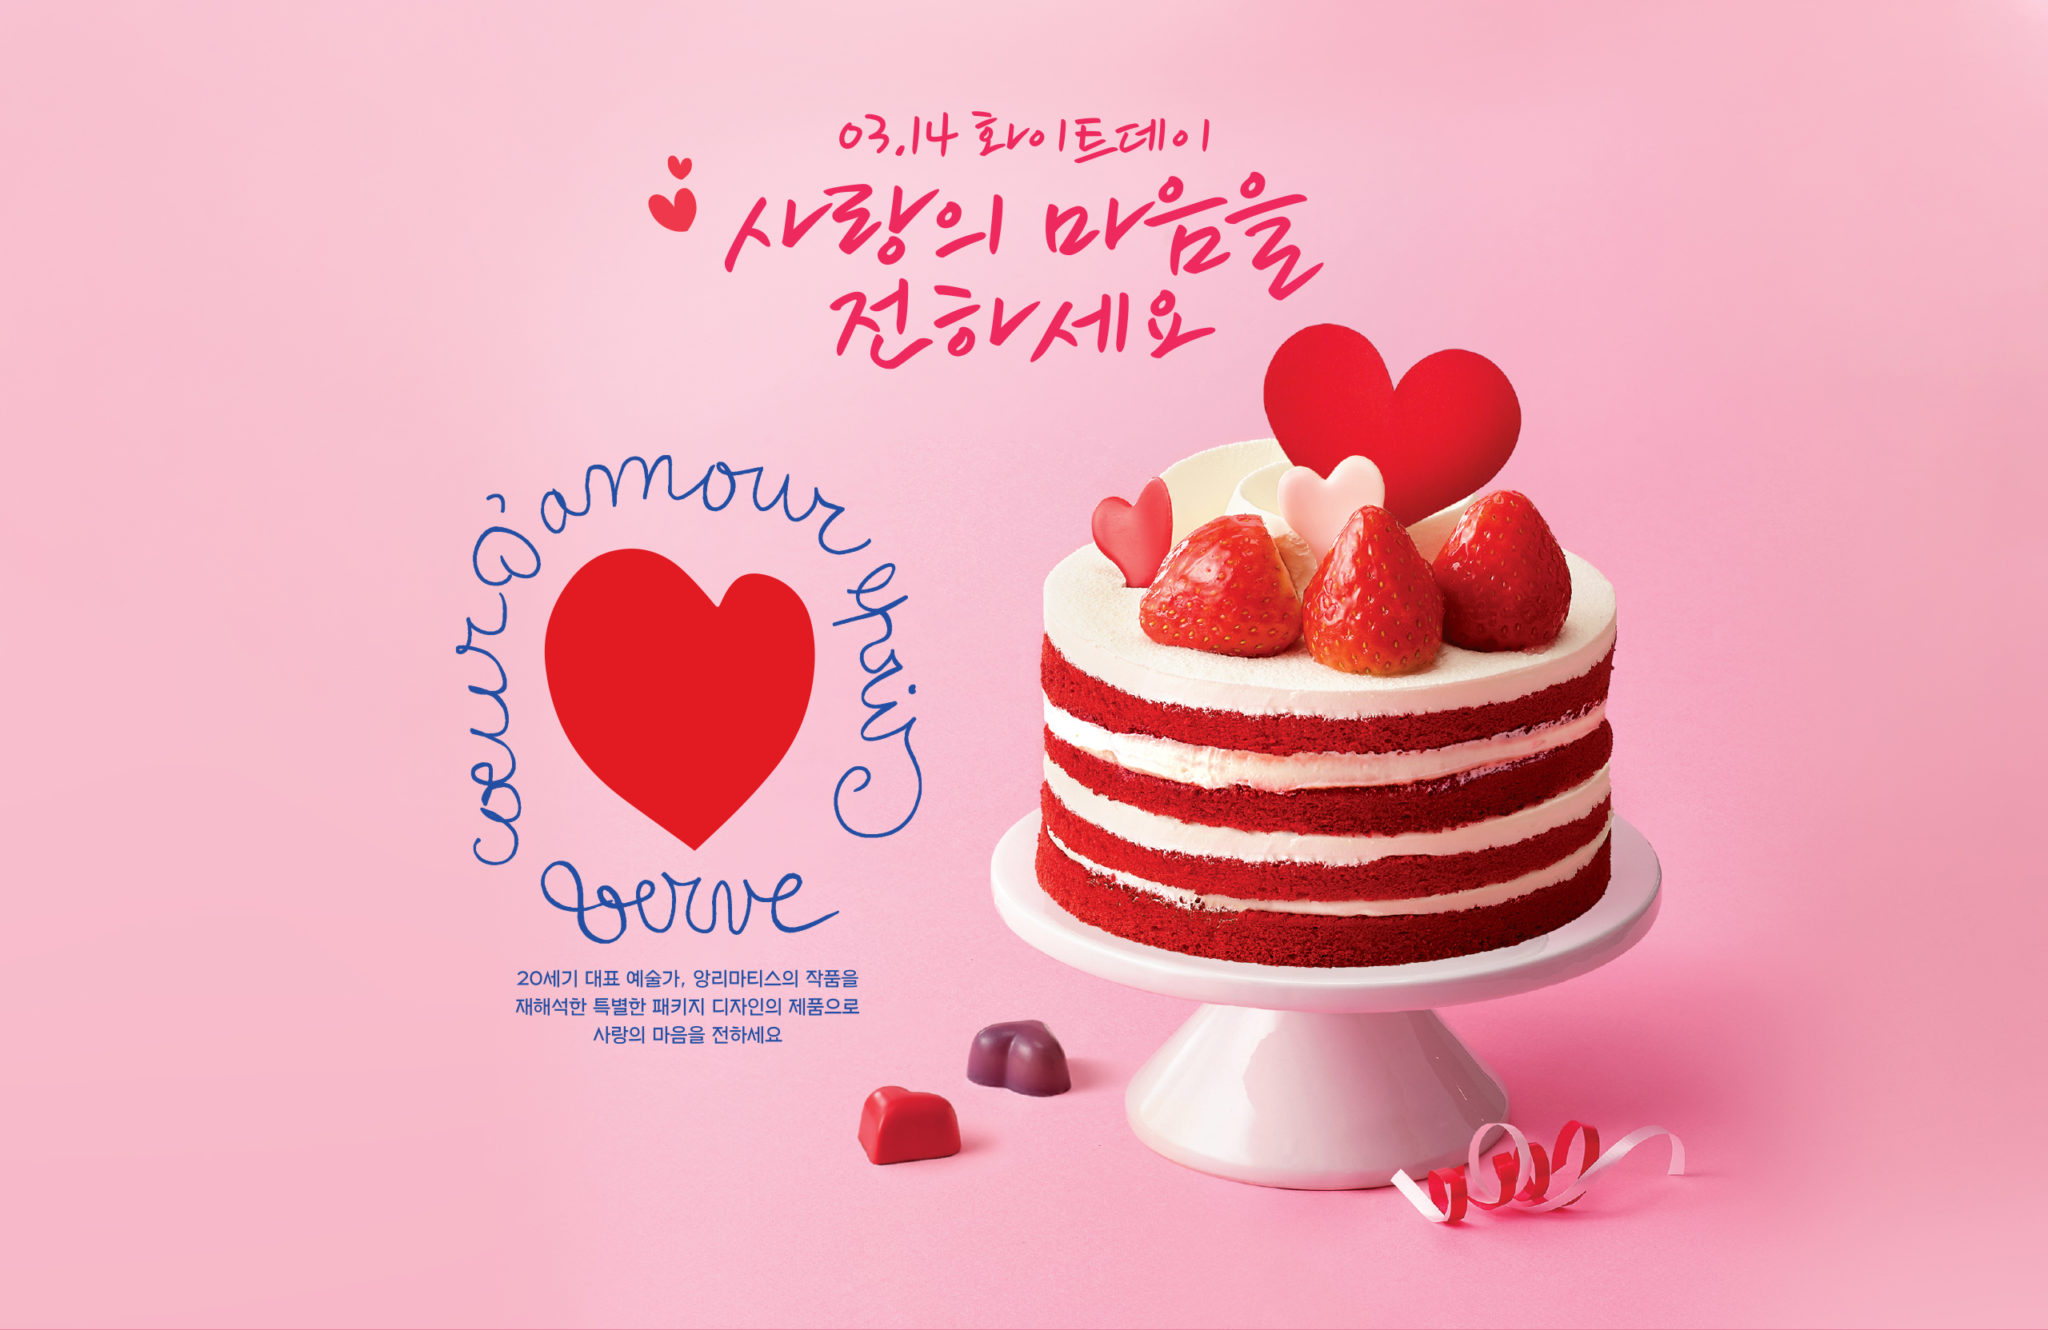 03.14 화이트데이
사랑의 마음을
전하세요
coeur d'amour épris
verve
20세기 대표 예술가, 앙리마티스의 작품을
재해석한 특별한 패키지 디자인의 제품으로
사랑의 마음을 전하세요